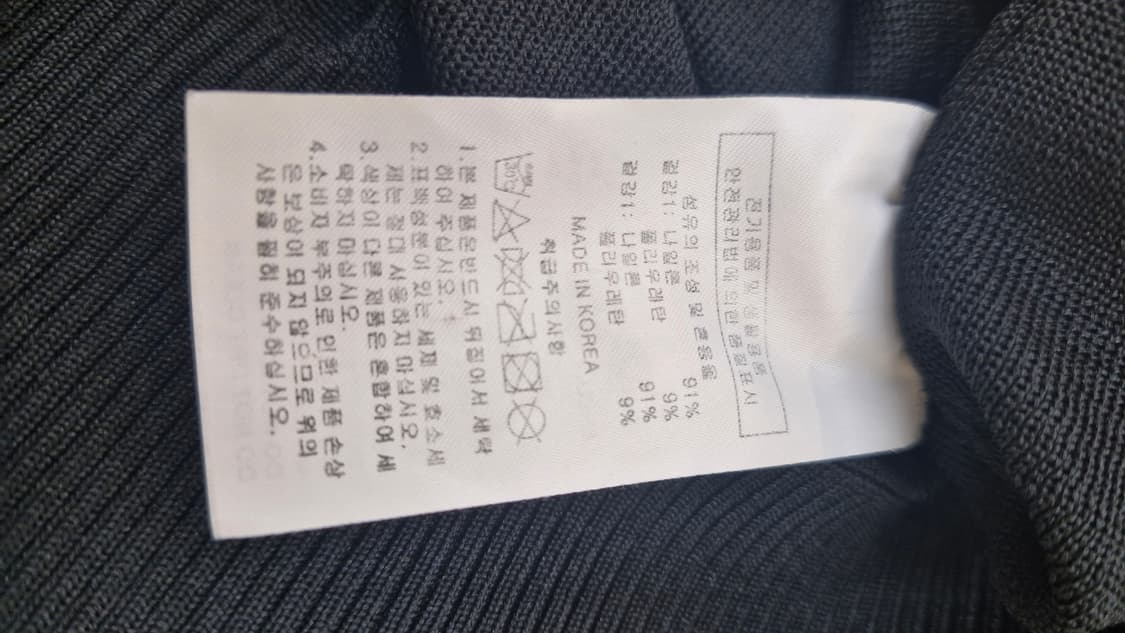 전기용품 및 생활용품
안전관리법에 의한 품질표시
섬유의 조성 및 혼용율
겉감1: 나일론 91%
폴리우레탄 9%
겉감1: 나일론 91%
폴리우레탄 9%
MADE IN KOREA
취급주의사항
30℃
1. 본 제품은반드시 뒤집어서 세탁
하여 주십시오.
2. 표백성분이 있는 세제 및 효소세
제는 절대 사용하지 마십시오.
3. 색상이 다른 제품은 혼합하여 세
탁하지 마십시오.
4. 소비자 부주의로 인한 제품 손상
은 보상이 되지 않으므로 위의
사항을 필히 준수하십시오.